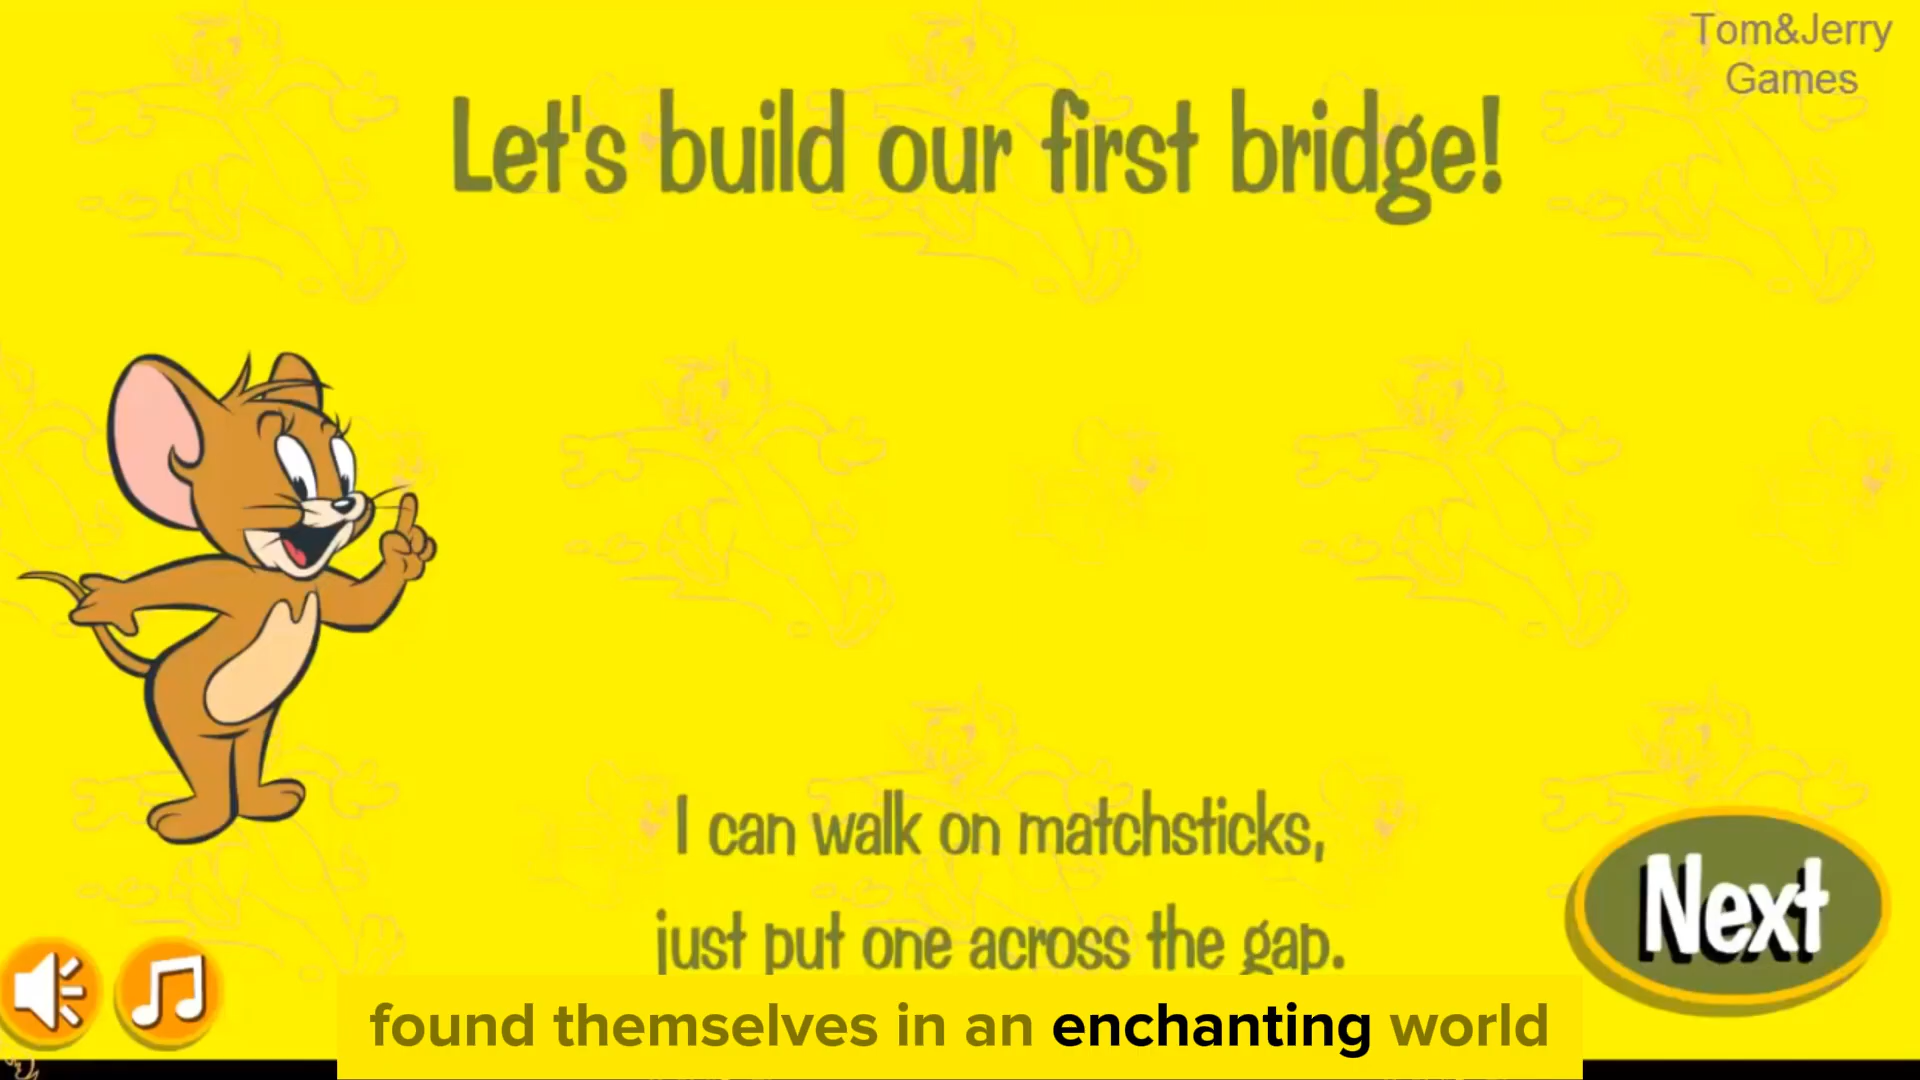 Tom&Jerry
Games
Let's build our first bridge!
I can walk on matchsticks,
just put one across the gap.
Next
found themselves in an enchanting world